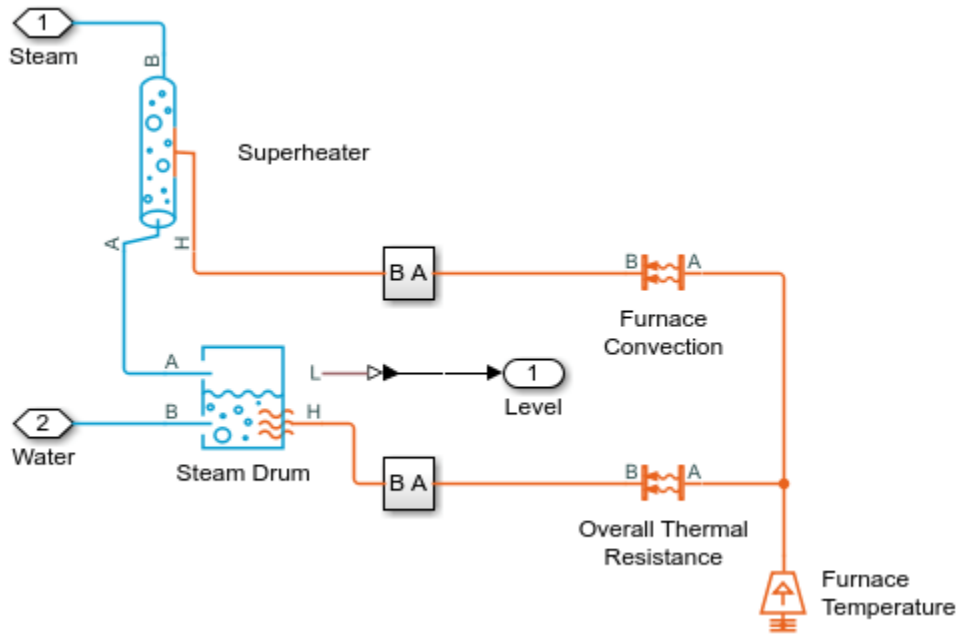 1
Steam
B
Superheater
A
H
B A
B
A
Furnace
Convection
A
L
1
Level
2
Water
B
H
Steam Drum
B A
B
A
Overall Thermal
Resistance
Furnace
Temperature